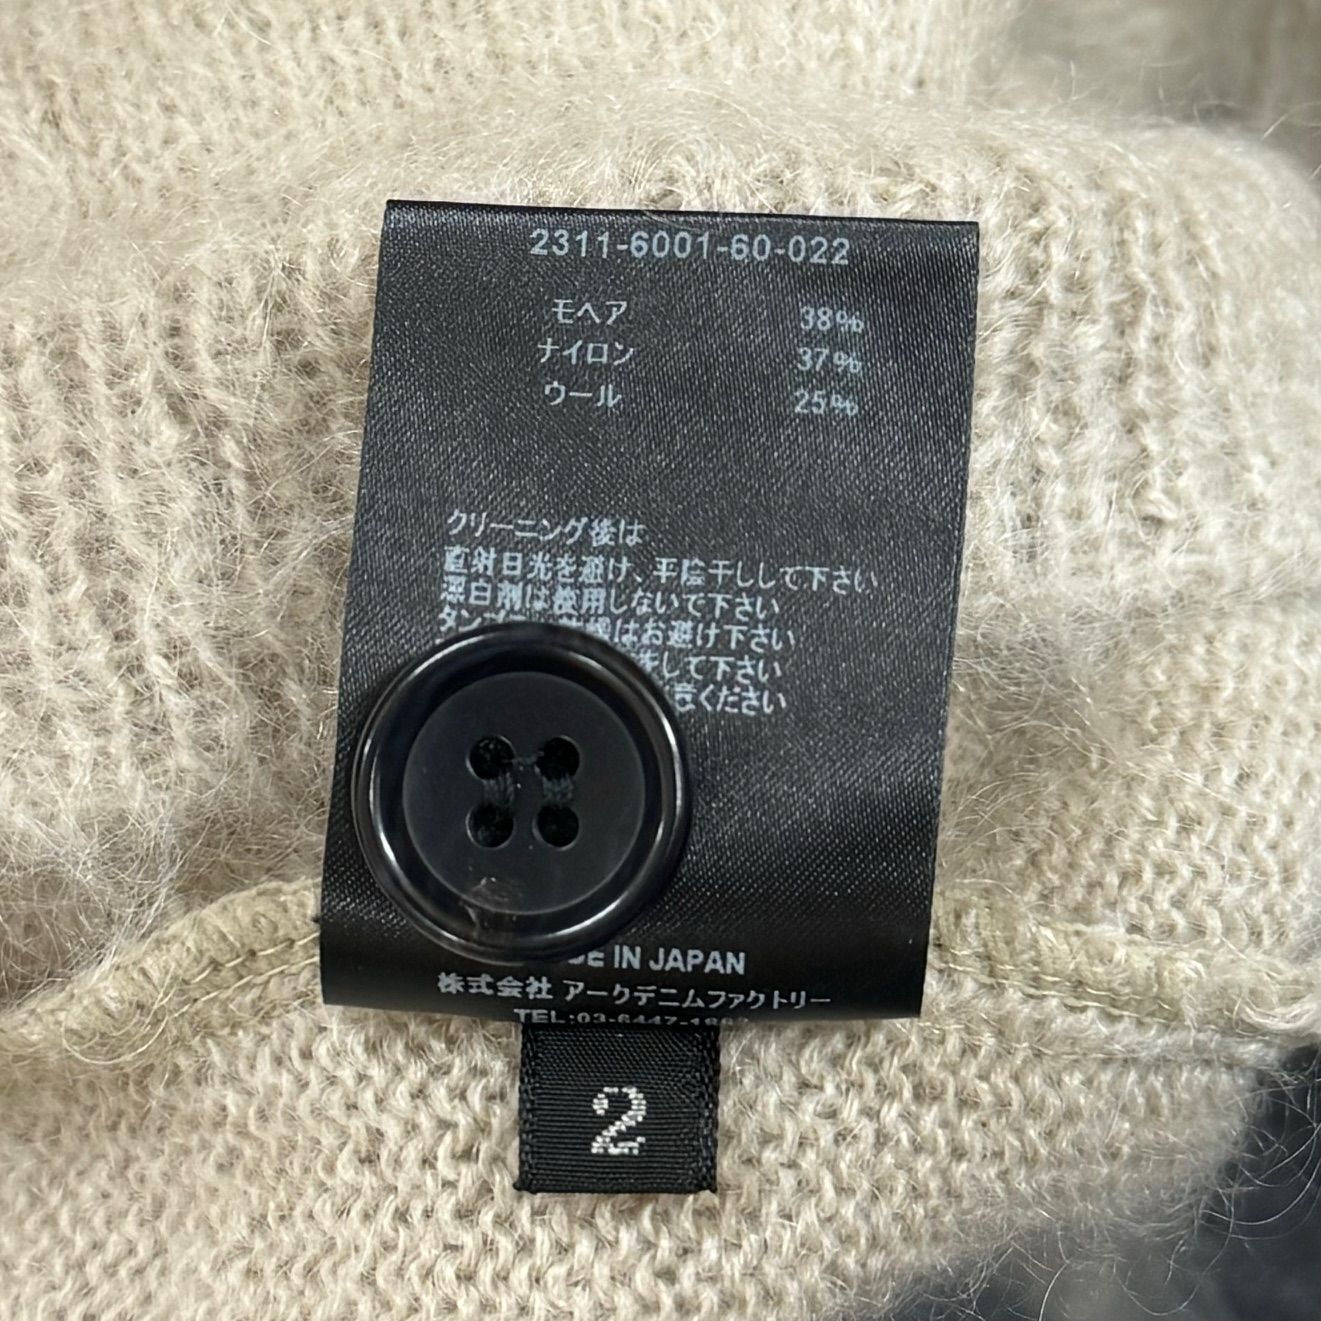 2311-6001-60-022
モヘア 38%
ナイロン 37%
ウール 25%
クリーニング後は
直射日光を避け、平陰干しして下さい
漂白剤は使用しないで下さい
はお避け下さい
して下さい
ください
IN JAPAN
株式会社 アークデニムファクトリー
TEL:03-6447-
2